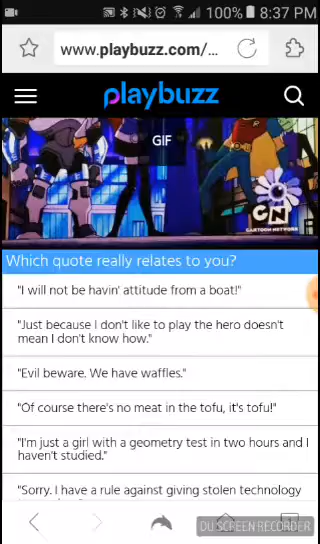 100% 8:37 PM
www.playbuzz.com/...
playbuzz
GIF
CN
CARTOON NETWORK
Which quote really relates to you?
"I will not be havin' attitude from a boat!"
"Just because I don't like to play the hero doesn't
mean I don't know how."
"Evil beware. We have waffles."
"Of course there's no meat in the tofu, it's tofu!"
"I'm just a girl with a geometry test in two hours and I
haven't studied."
"Sorry. I have a rule against giving stolen technology
DU SCREEN RECORDER